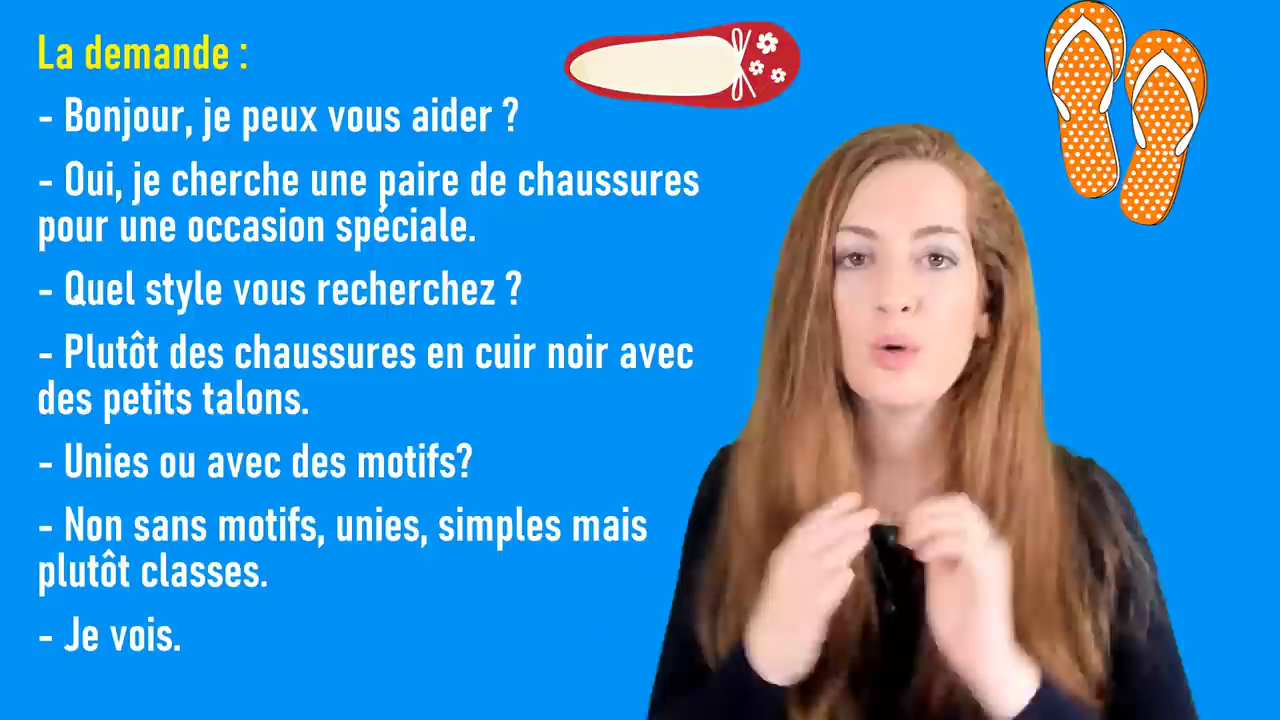 La demande :
- Bonjour, je peux vous aider ?
- Oui, je cherche une paire de chaussures
pour une occasion spéciale.
- Quel style vous recherchez ?
- Plutôt des chaussures en cuir noir avec
des petits talons.
- Unies ou avec des motifs?
- Non sans motifs, unies, simples mais
plutôt classes.
- Je vois.